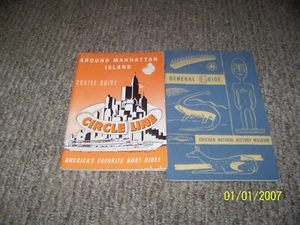 AROUND MANHATTAN
ISLAND
CRUISE GUIDE
CIRCLE LINE
AMERICA'S FAVORITE BOAT RIDE!
GENERAL GUIDE
CHICAGO NATURAL HISTORY MUSEUM
01/01/2007